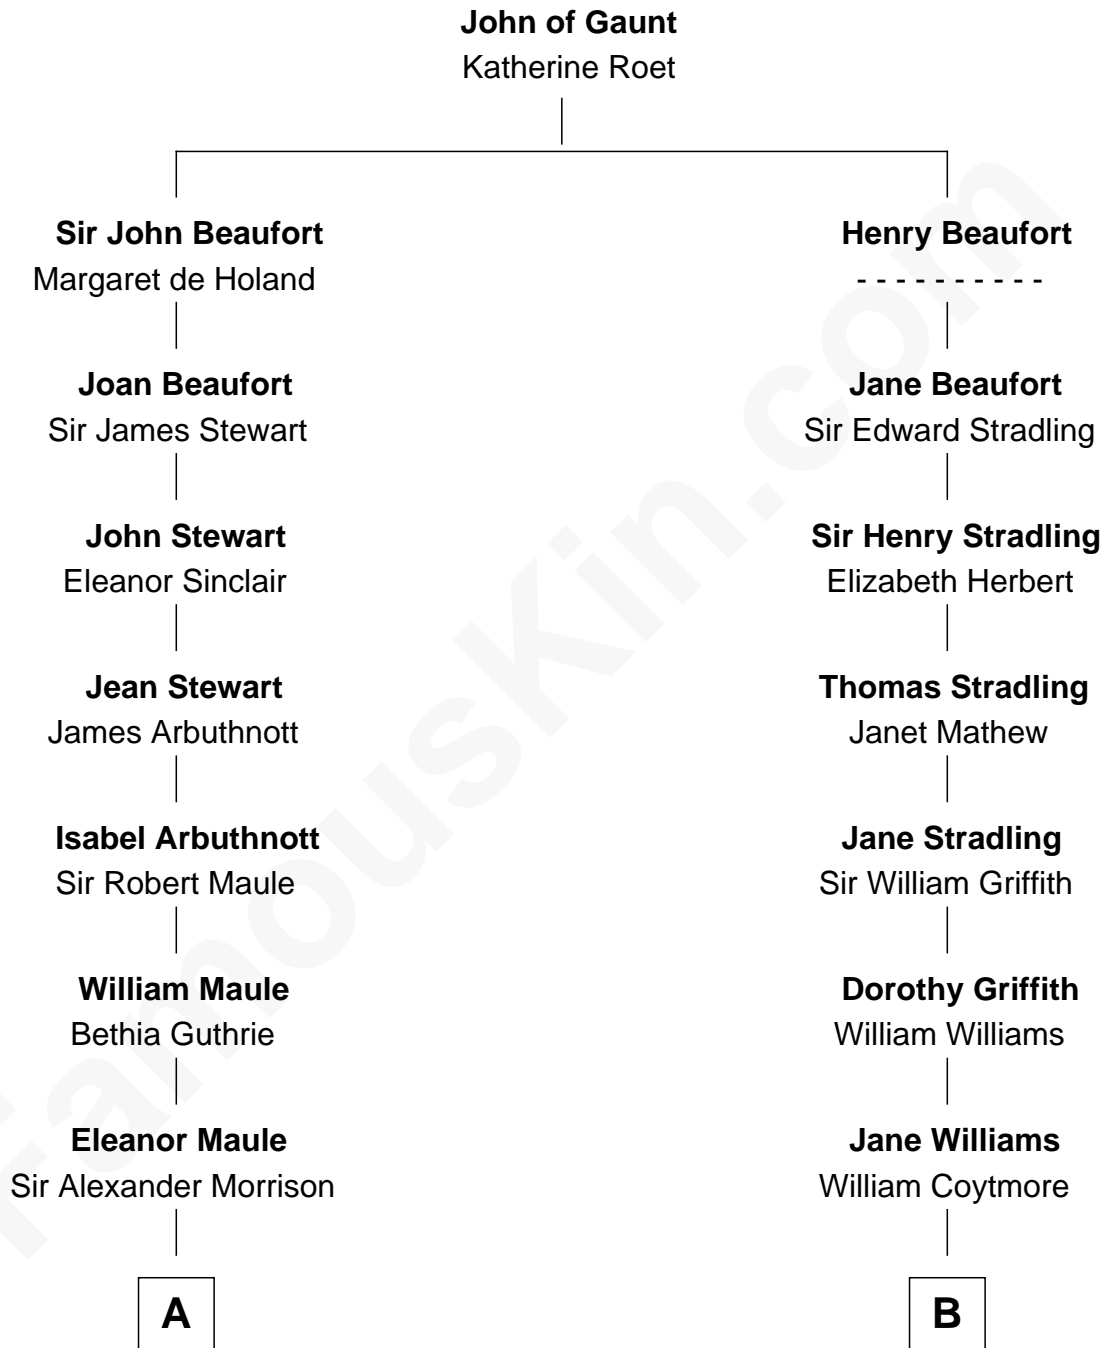 John of Gaunt
Katherine Roet
Sir John Beaufort
Margaret de Holand
Joan Beaufort
Sir James Stewart
John Stewart
Eleanor Sinclair
Jean Stewart
James Arbuthnott
Isabel Arbuthnott
Sir Robert Maule
William Maule
Bethia Guthrie
Eleanor Maule
Sir Alexander Morrison
A
Henry Beaufort
- - - - - - - - - -
Jane Beaufort
Sir Edward Stradling
Sir Henry Stradling
Elizabeth Herbert
Thomas Stradling
Janet Mathew
Jane Stradling
Sir William Griffith
Dorothy Griffith
William Williams
Jane Williams
William Coytmore
B
FamousKin.com